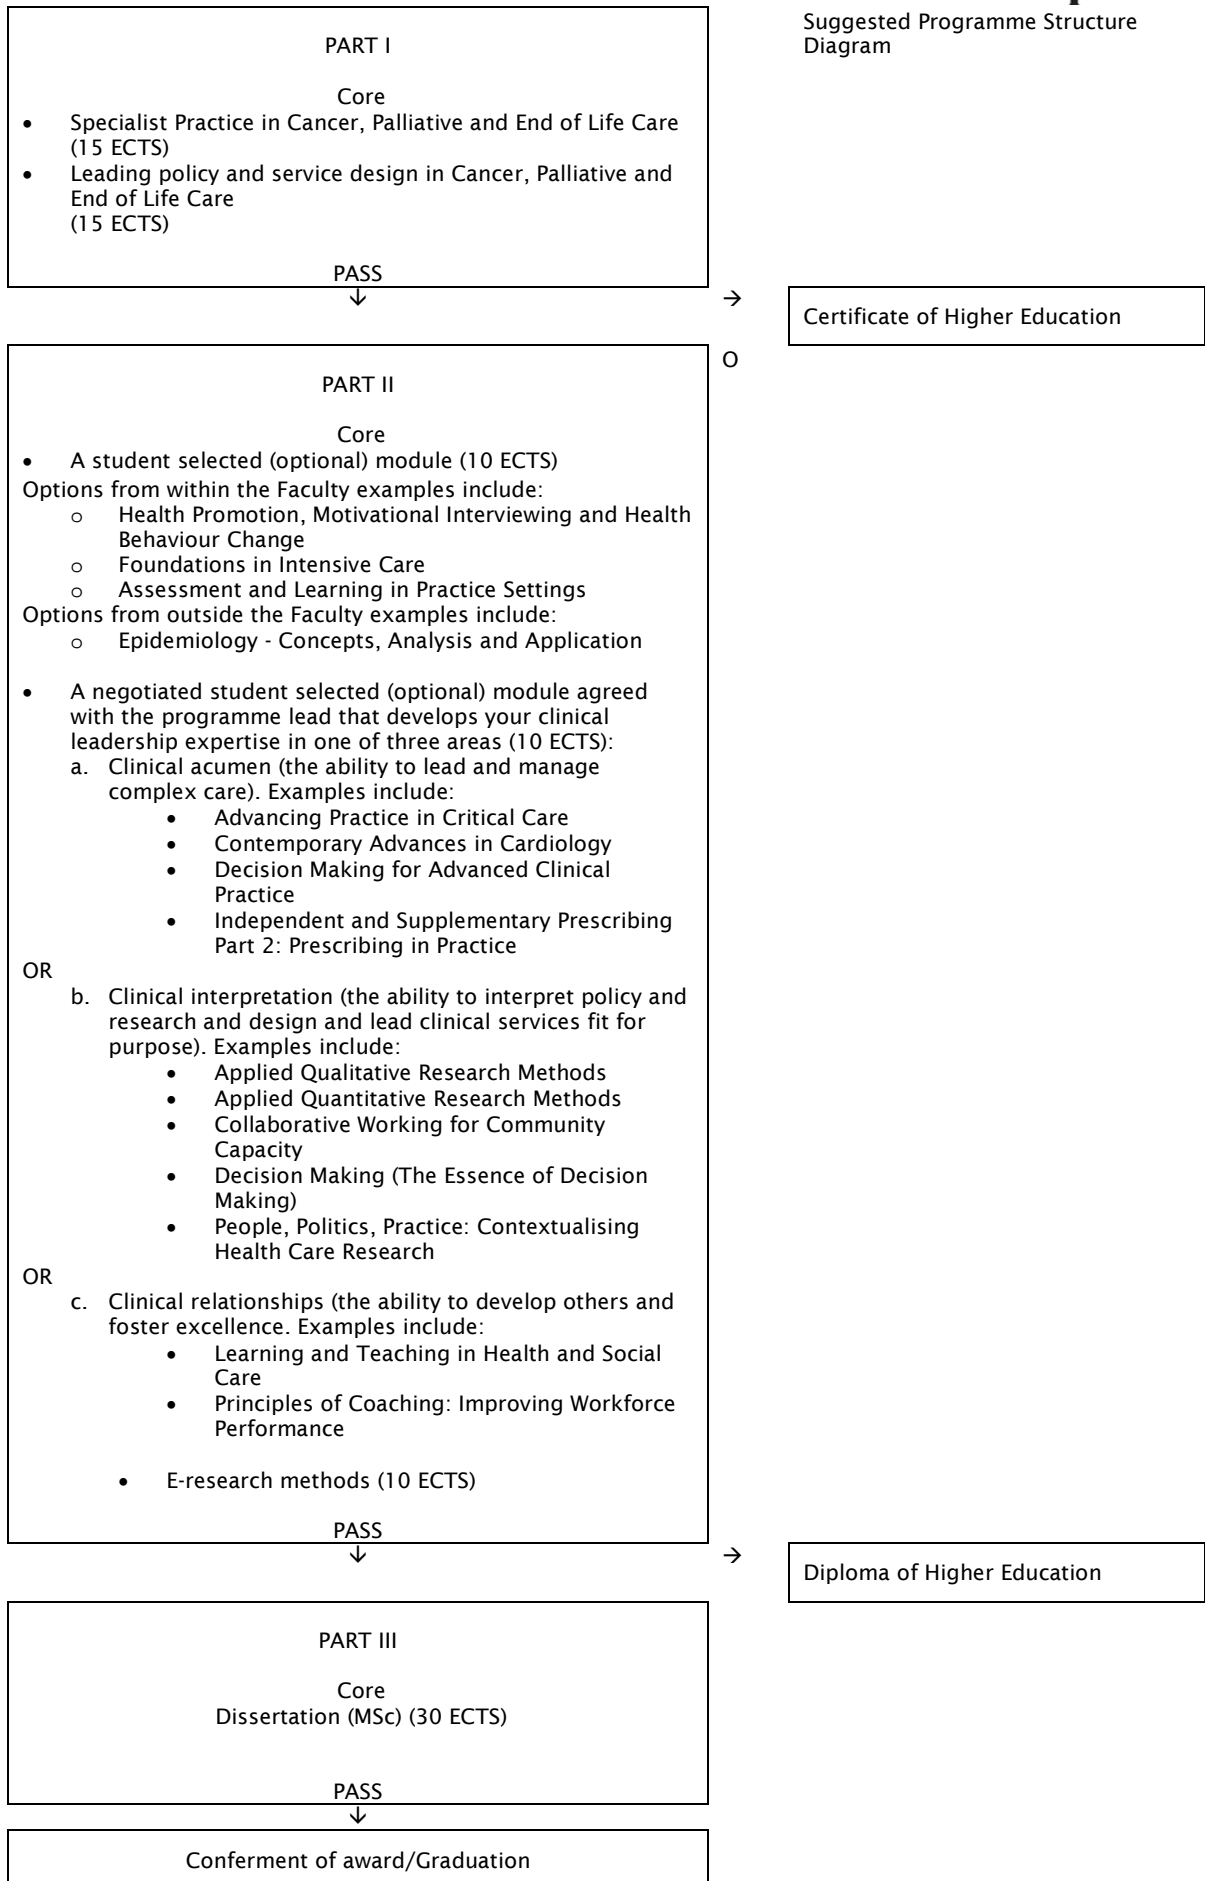 Suggested Programme Structure
Diagram
PART I
Core
• Specialist Practice in Cancer, Palliative and End of Life Care
(15 ECTS)
• Leading policy and service design in Cancer, Palliative and
End of Life Care
(15 ECTS)
PASS
↓ →
Certificate of Higher Education
O
PART II
Core
• A student selected (optional) module (10 ECTS)
Options from within the Faculty examples include:
o Health Promotion, Motivational Interviewing and Health
Behaviour Change
o Foundations in Intensive Care
o Assessment and Learning in Practice Settings
Options from outside the Faculty examples include:
o Epidemiology - Concepts, Analysis and Application
• A negotiated student selected (optional) module agreed
with the programme lead that develops your clinical
leadership expertise in one of three areas (10 ECTS):
a. Clinical acumen (the ability to lead and manage
complex care). Examples include:
• Advancing Practice in Critical Care
• Contemporary Advances in Cardiology
• Decision Making for Advanced Clinical
Practice
• Independent and Supplementary Prescribing
Part 2: Prescribing in Practice
OR
b. Clinical interpretation (the ability to interpret policy and
research and design and lead clinical services fit for
purpose). Examples include:
• Applied Qualitative Research Methods
• Applied Quantitative Research Methods
• Collaborative Working for Community
Capacity
• Decision Making (The Essence of Decision
Making)
• People, Politics, Practice: Contextualising
Health Care Research
OR
c. Clinical relationships (the ability to develop others and
foster excellence. Examples include:
• Learning and Teaching in Health and Social
Care
• Principles of Coaching: Improving Workforce
Performance
• E-research methods (10 ECTS)
PASS
↓ →
Diploma of Higher Education
PART III
Core
Dissertation (MSc) (30 ECTS)
PASS
↓
Conferment of award/Graduation